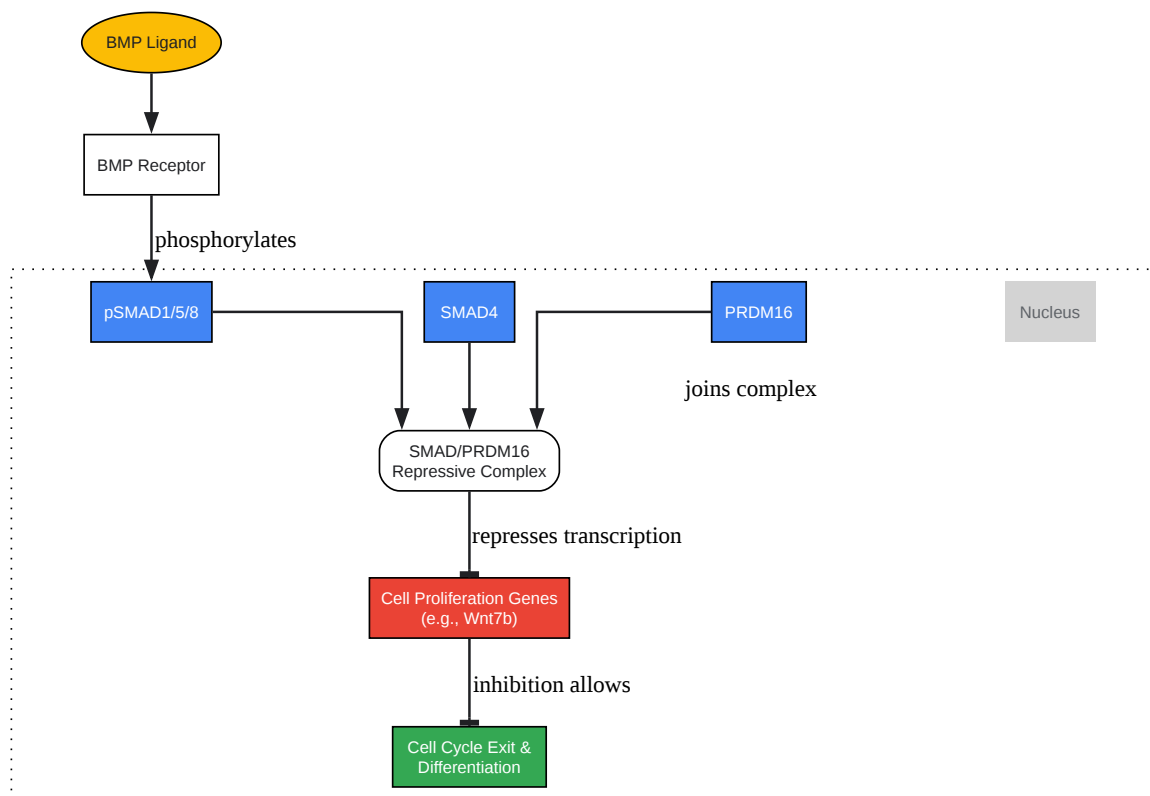 BMP Ligand
BMP Receptor
phosphorylates
pSMAD1/5/8
SMAD4
PRDM16
Nucleus
joins complex
SMAD/PRDM16
Repressive Complex
represses transcription
Cell Proliferation Genes
(e.g., Wnt7b)
inhibition allows
Cell Cycle Exit &
Differentiation